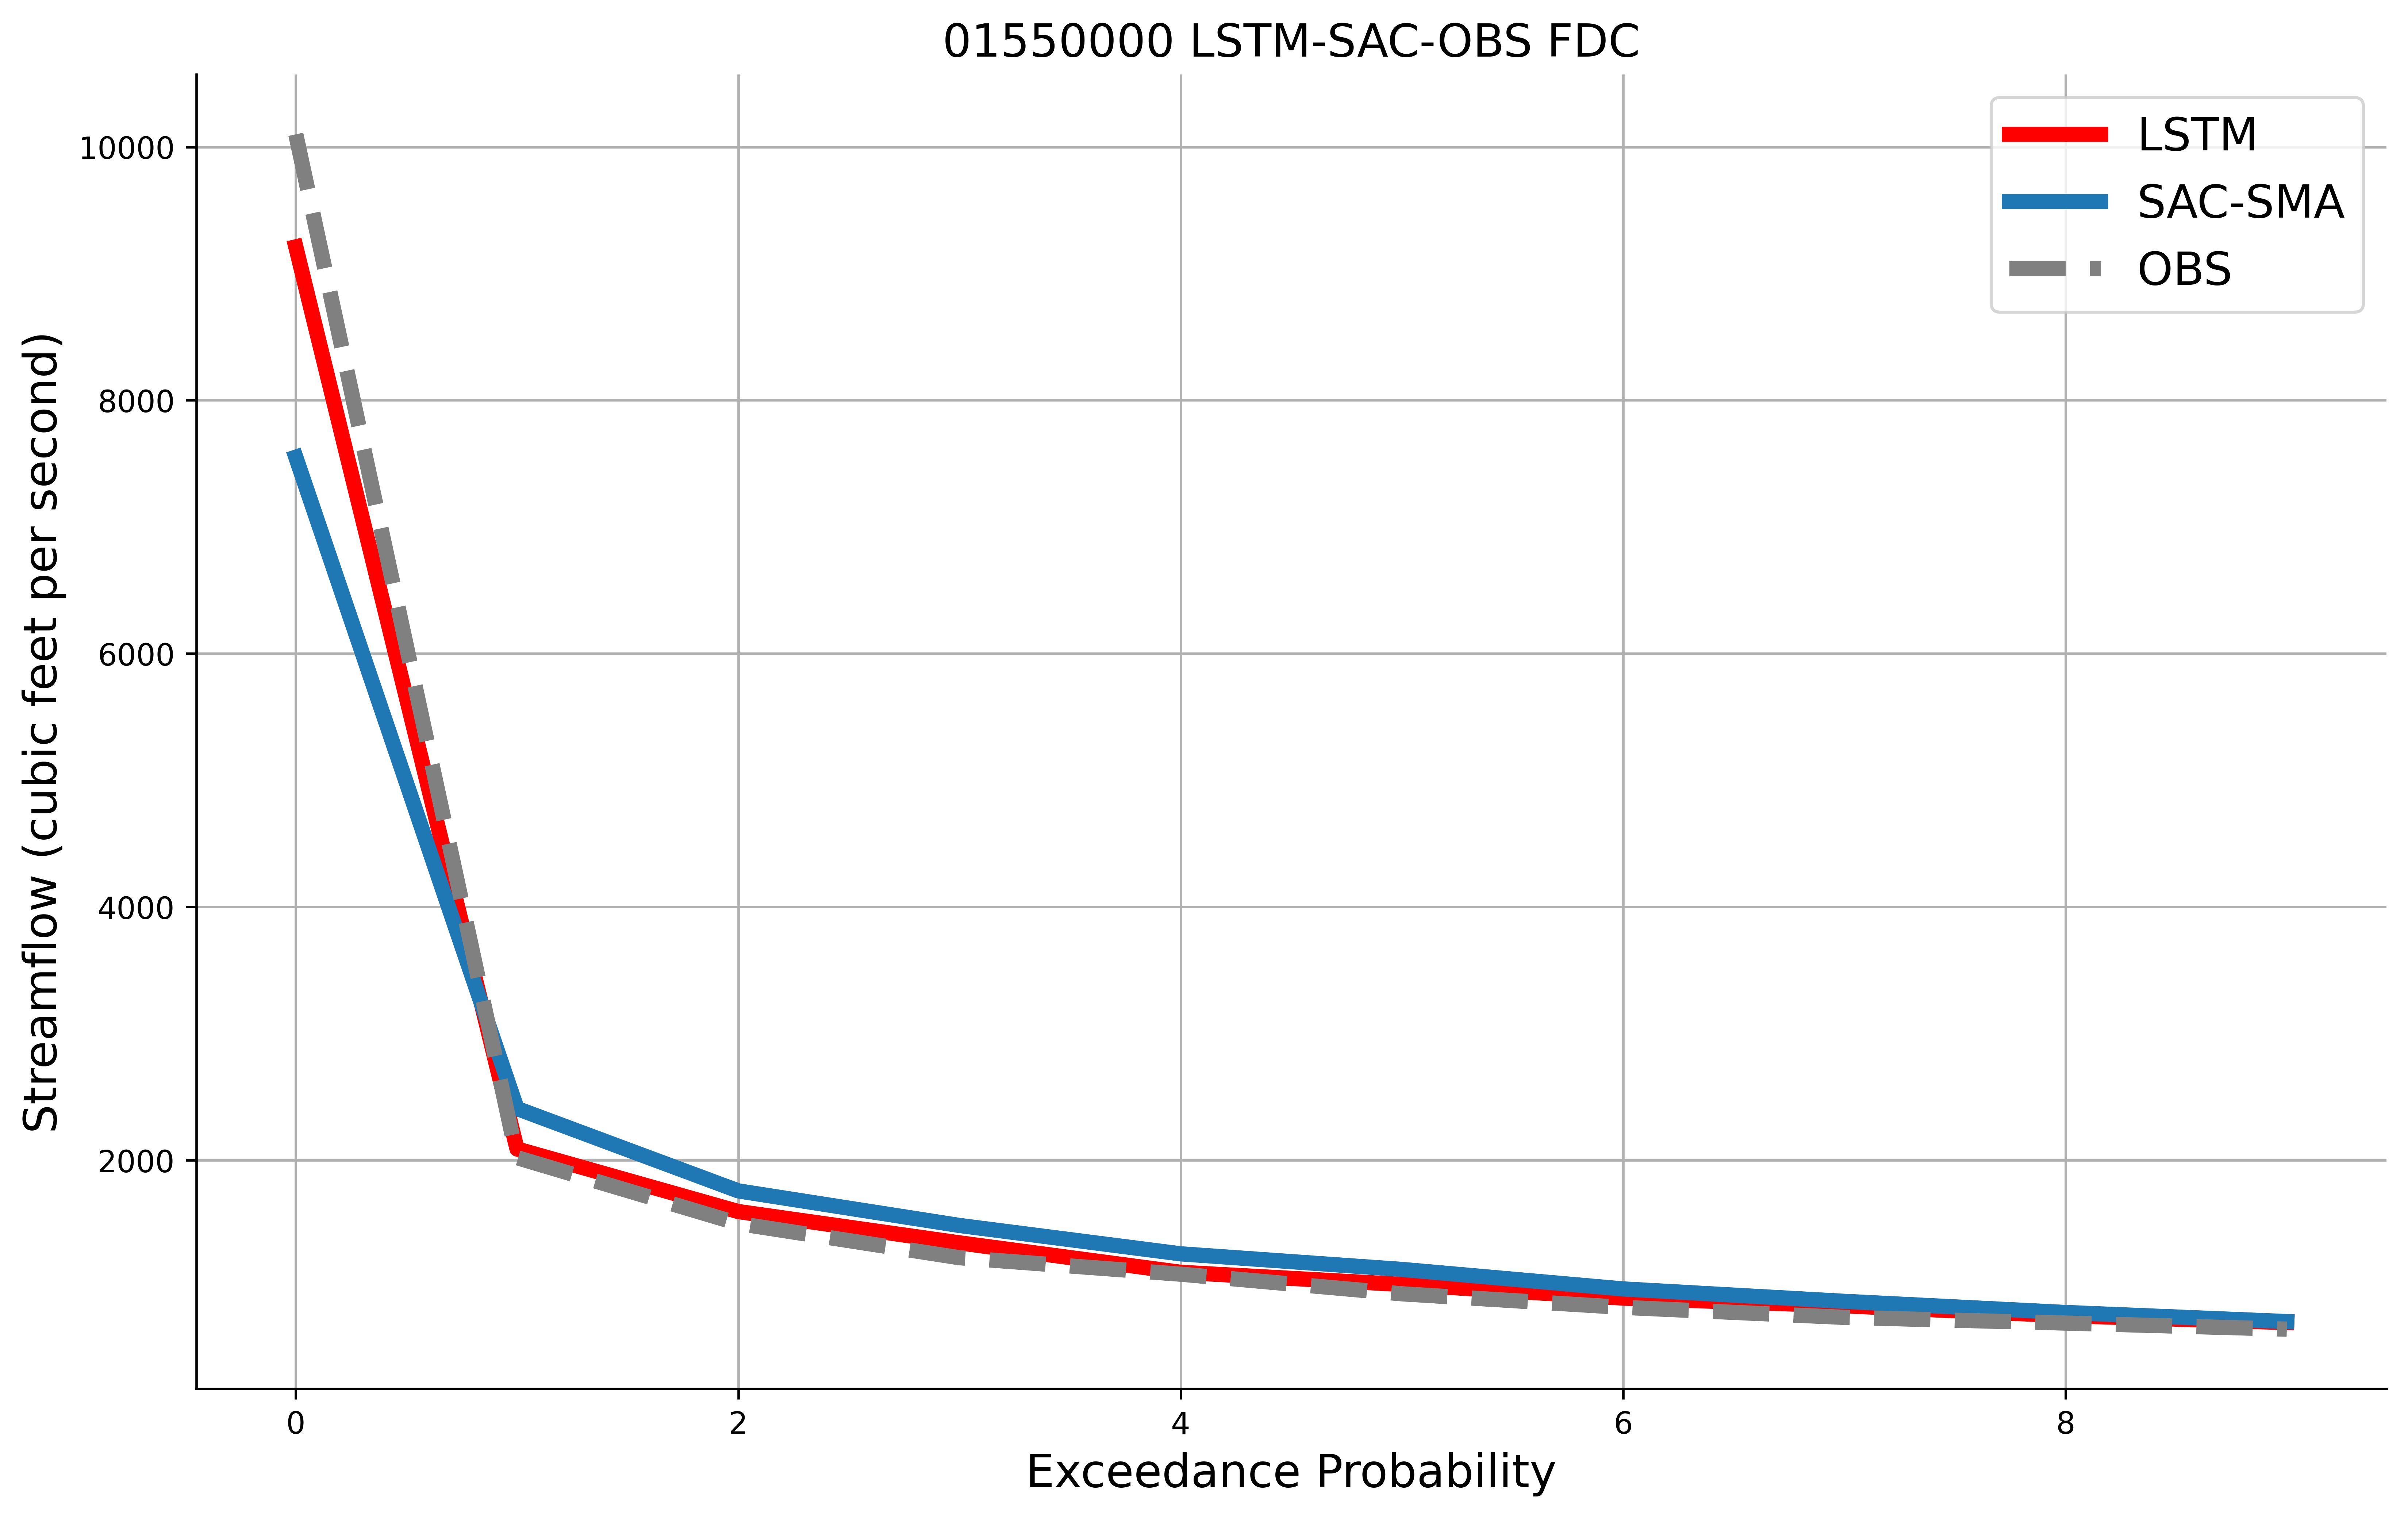 01550000 LSTM-SAC-OBS FDC
LSTM
SAC-SMA
OBS
Streamflow (cubic feet per second)
10000
8000
6000
4000
2000
0 2 4 6 8
Exceedance Probability